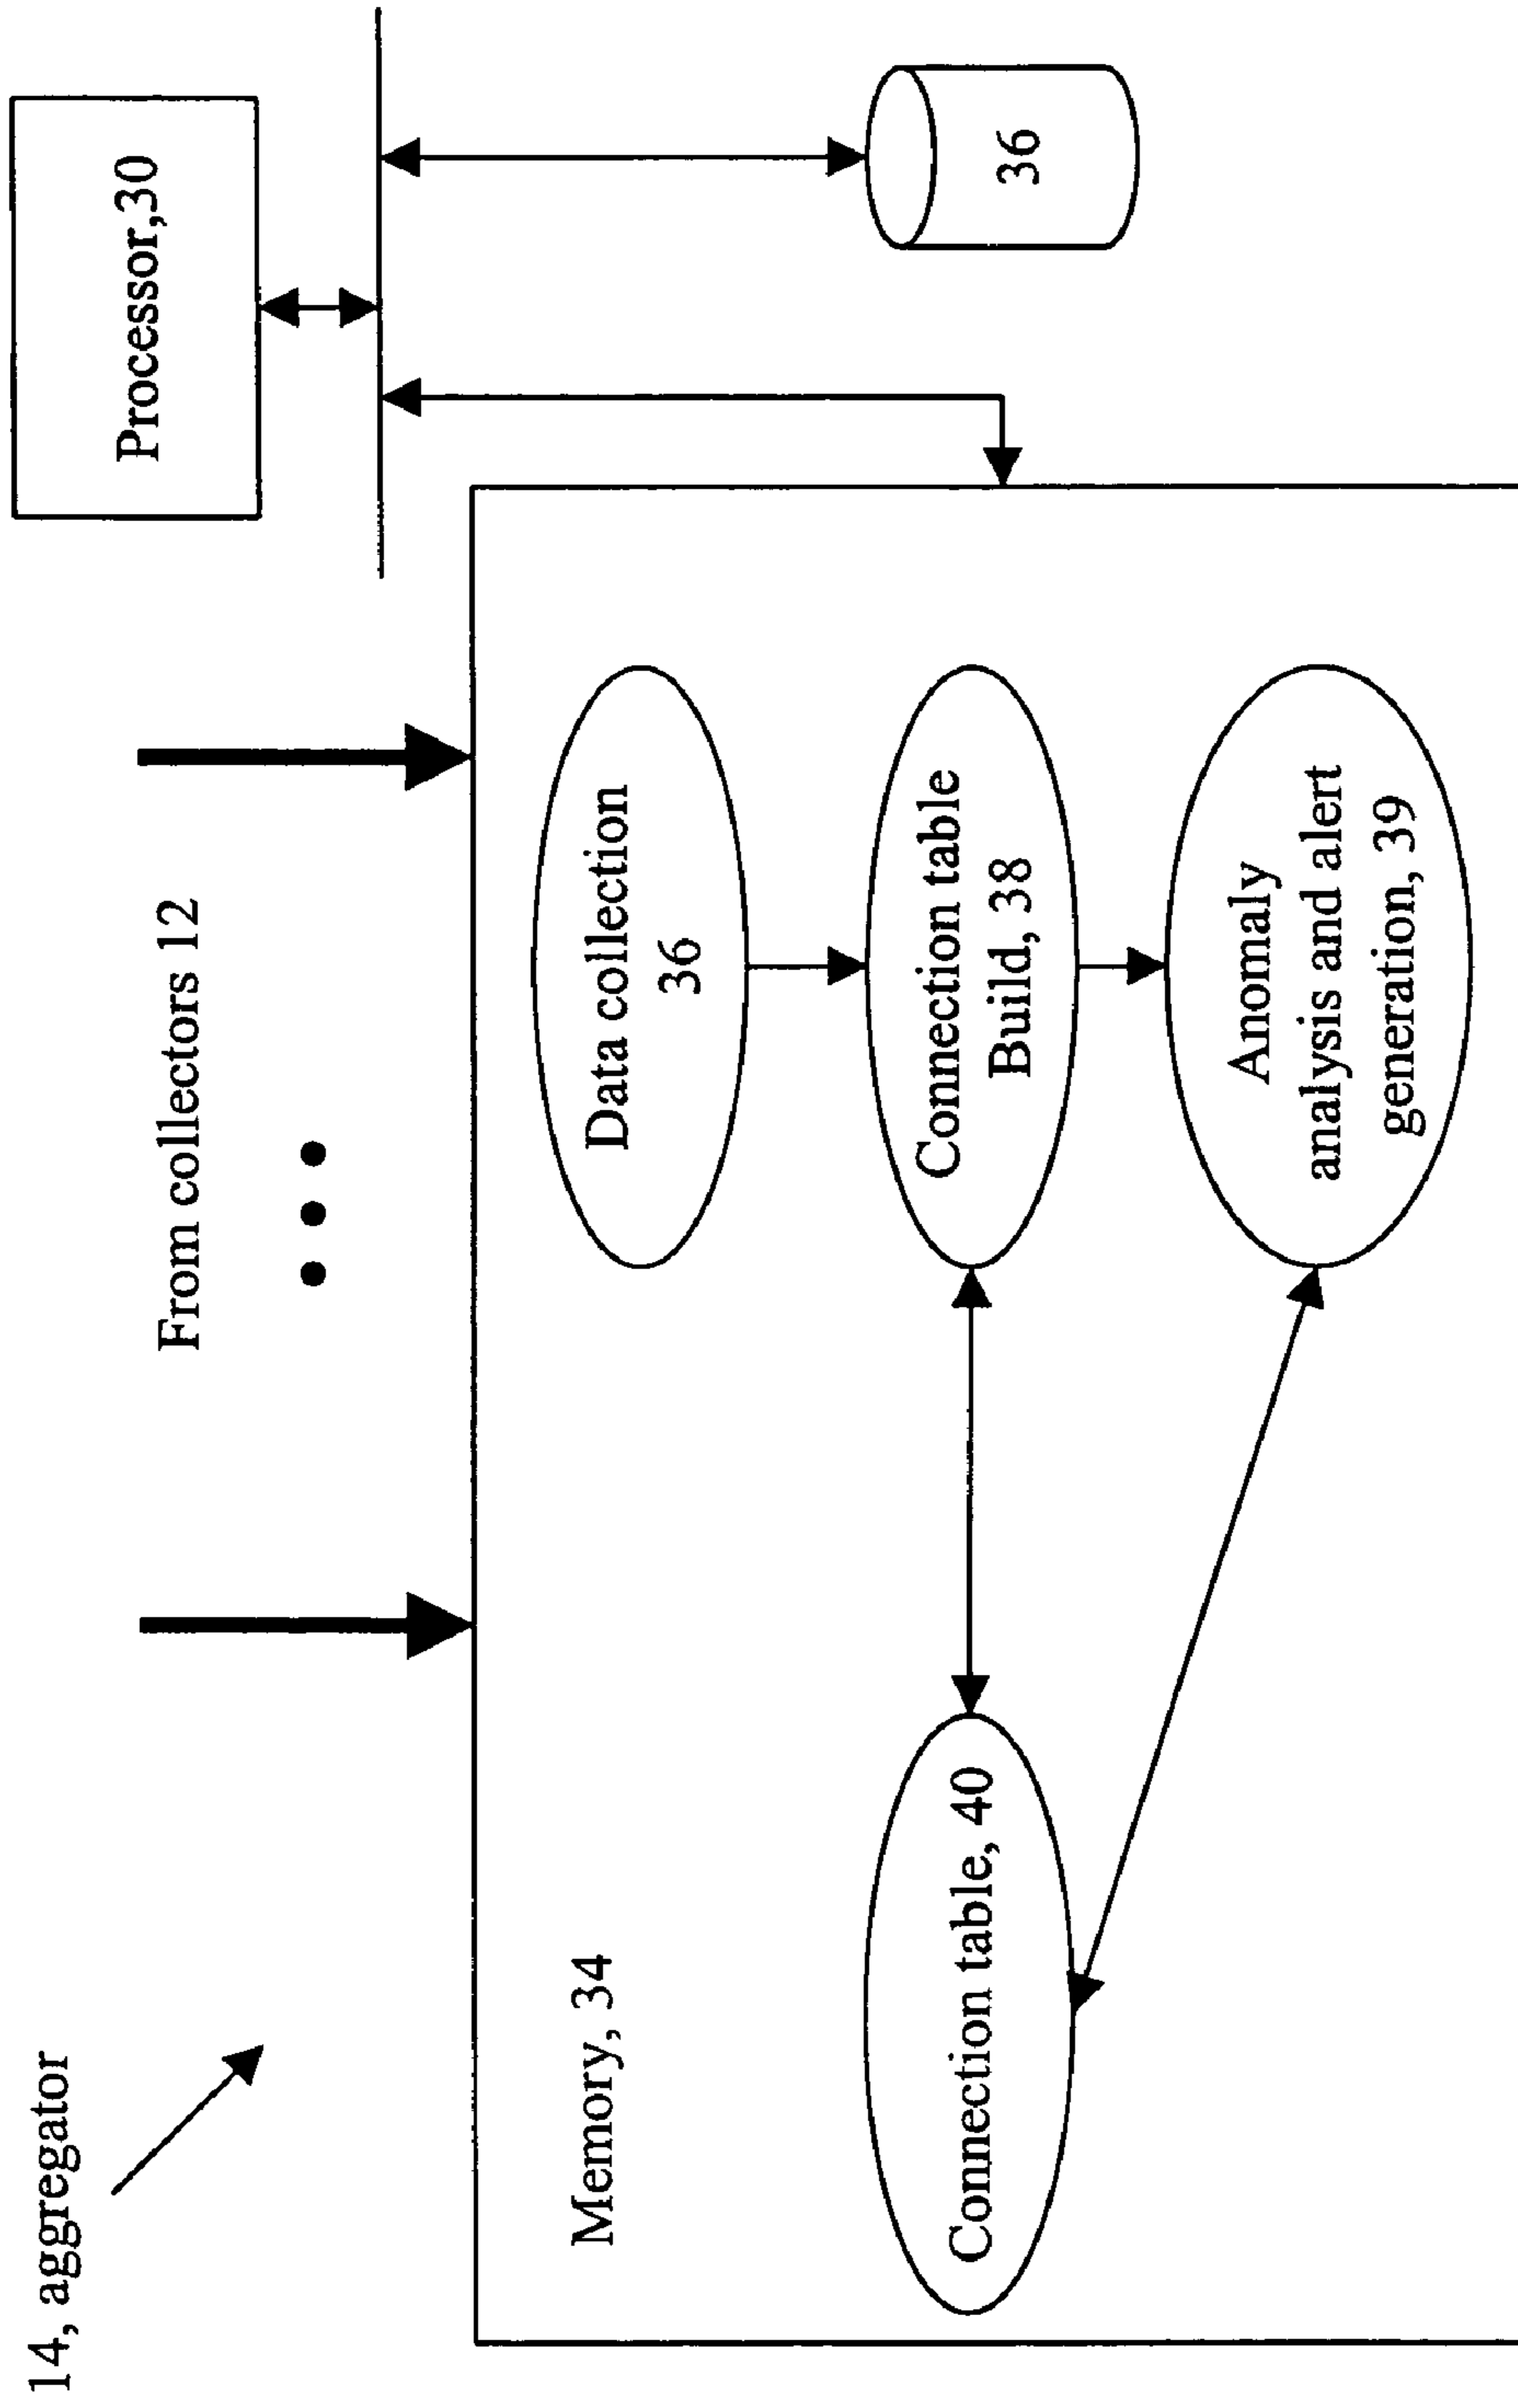 14, aggregator
From collectors 12
Processor,30
Memory, 34
Data collection
36
Connection table, 40
Connection table
Build, 38
36
Anomaly
analysis and alert
generation, 39